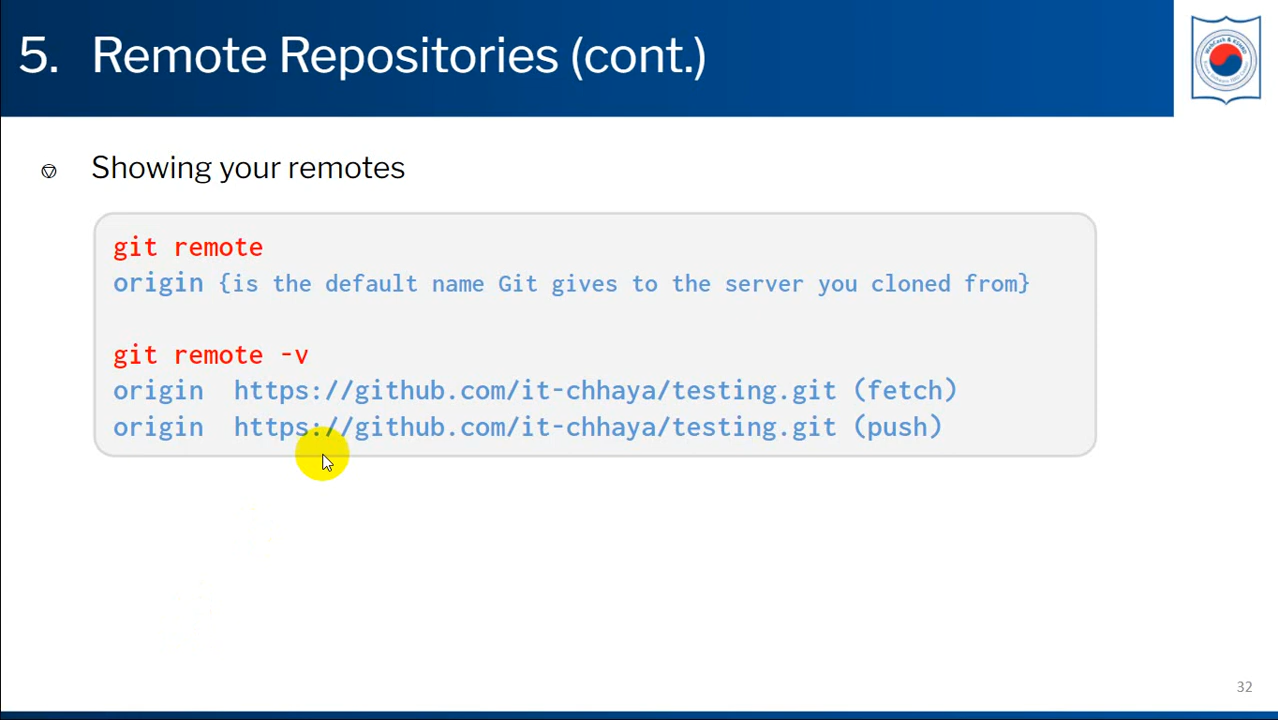 5. Remote Repositories (cont.)
Showing your remotes
git remote
origin {is the default name Git gives to the server you cloned from}
git remote -v
origin https://github.com/it-chhaya/testing.git (fetch)
origin https://github.com/it-chhaya/testing.git (push)
32